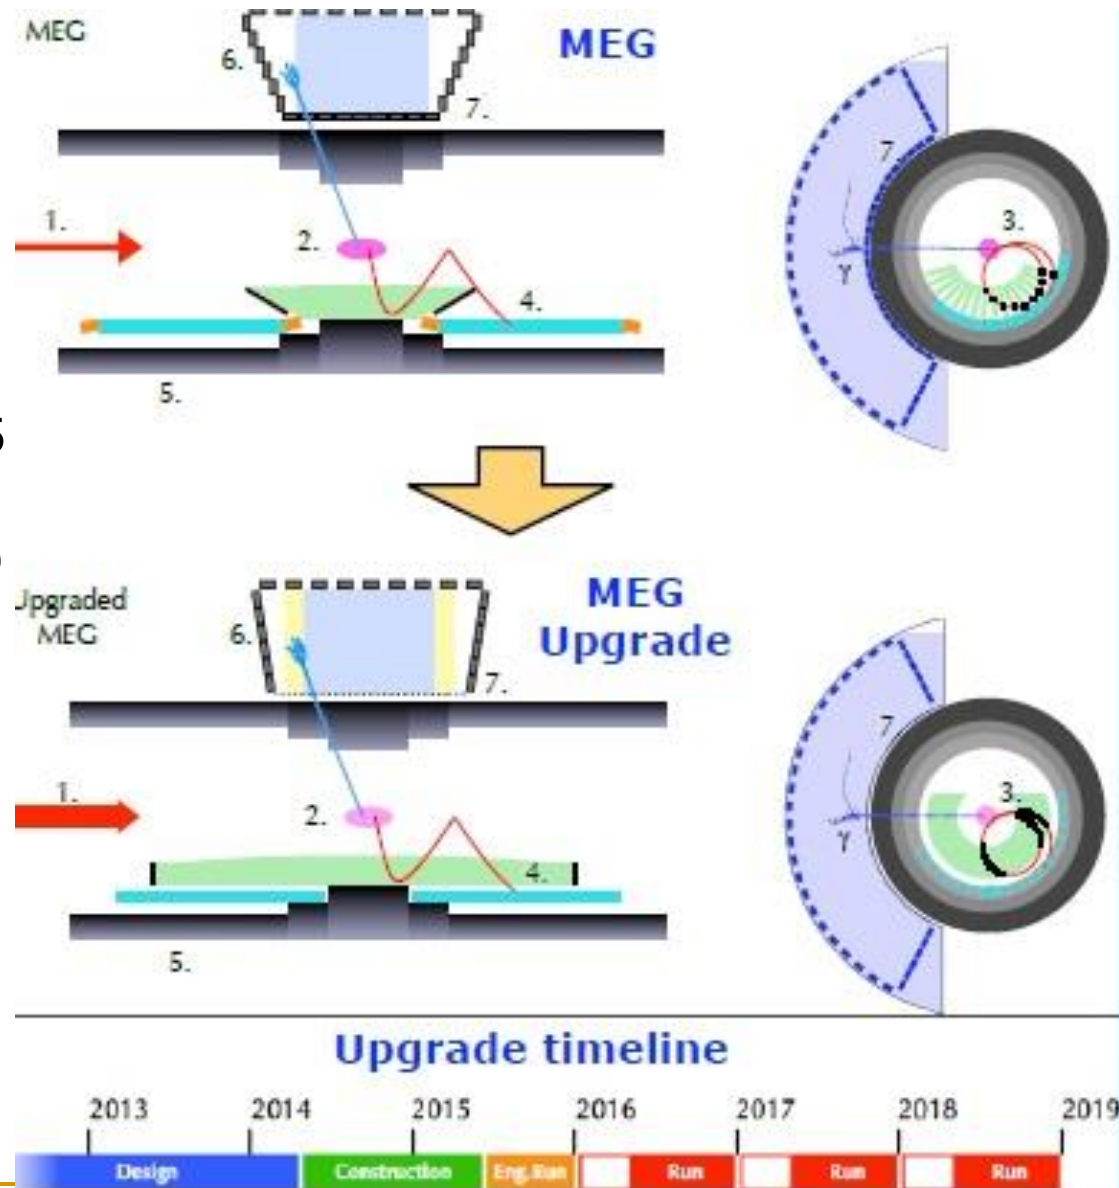 MEG
MEG
6.
7.
7
1.
2.
3.
γ
4.
5.
Upgraded
MEG
MEG
Upgrade
6.
7.
7
1.
2.
3.
γ
4.
5.
Upgrade timeline
2013 2014 2015 2016 2017 2018 2019
Design Construction Eng.Run Run Run Run